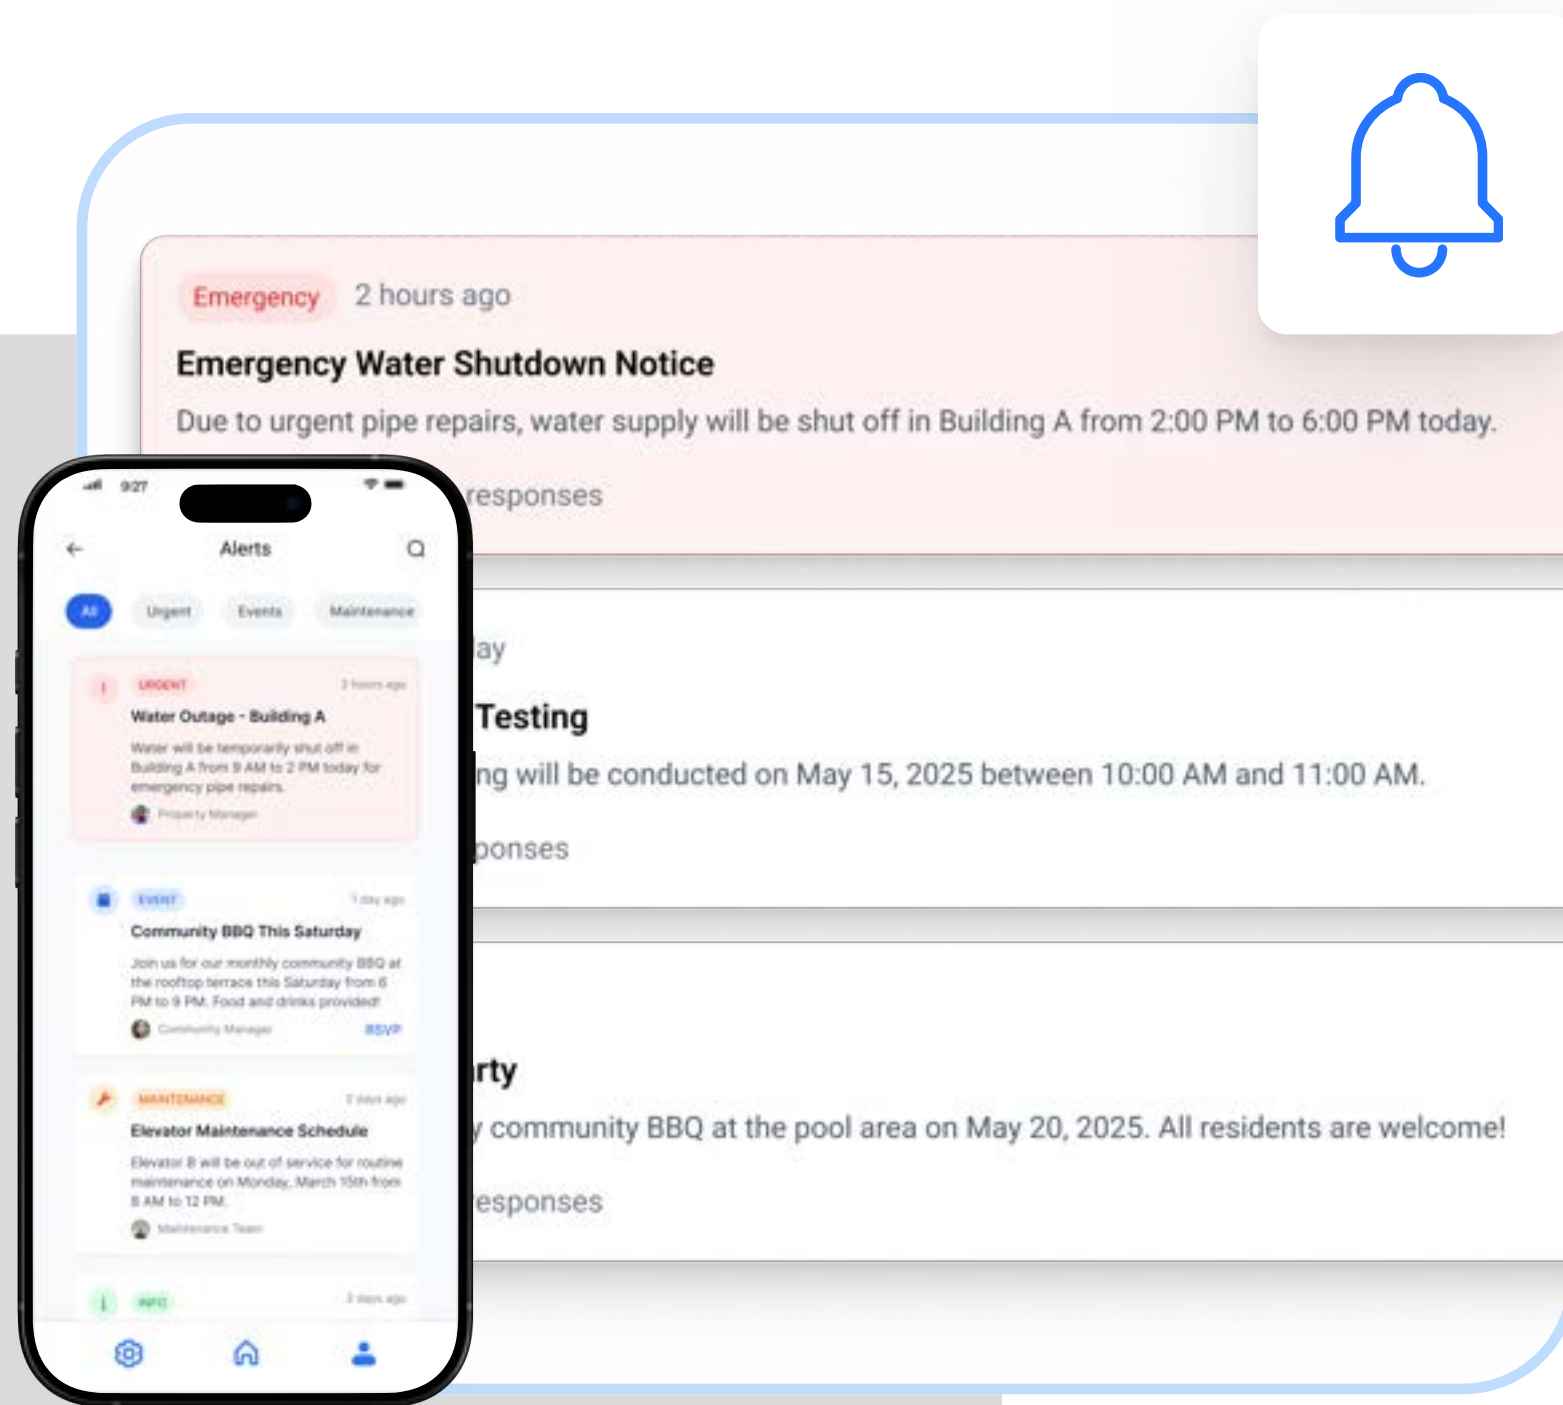 Emergency 2 hours ago
Emergency Water Shutdown Notice
Due to urgent pipe repairs, water supply will be shut off in Building A from 2:00 PM to 6:00 PM today.
responses
ay
Testing
ng will be conducted on May 15, 2025 between 10:00 AM and 11:00 AM.
ponses
rty
y community BBQ at the pool area on May 20, 2025. All residents are welcome!
esponses
9:27
Alerts
All Urgent Events Maintenance
URGENT 2 hours ago
Water Outage - Building A
Water will be temporarily shut off in
Building A from 9 AM to 2 PM today for
emergency pipe repairs.
Property Manager
EVENT 1 day ago
Community BBQ This Saturday
Join us for our monthly community BBQ at
the rooftop terrace this Saturday from 6
PM to 9 PM. Food and drinks provided!
Community Manager RSVP
MAINTENANCE 2 days ago
Elevator Maintenance Schedule
Elevator B will be out of service for routine
maintenance on Monday, March 15th from
8 AM to 12 PM.
Maintenance Team
INFO days ago